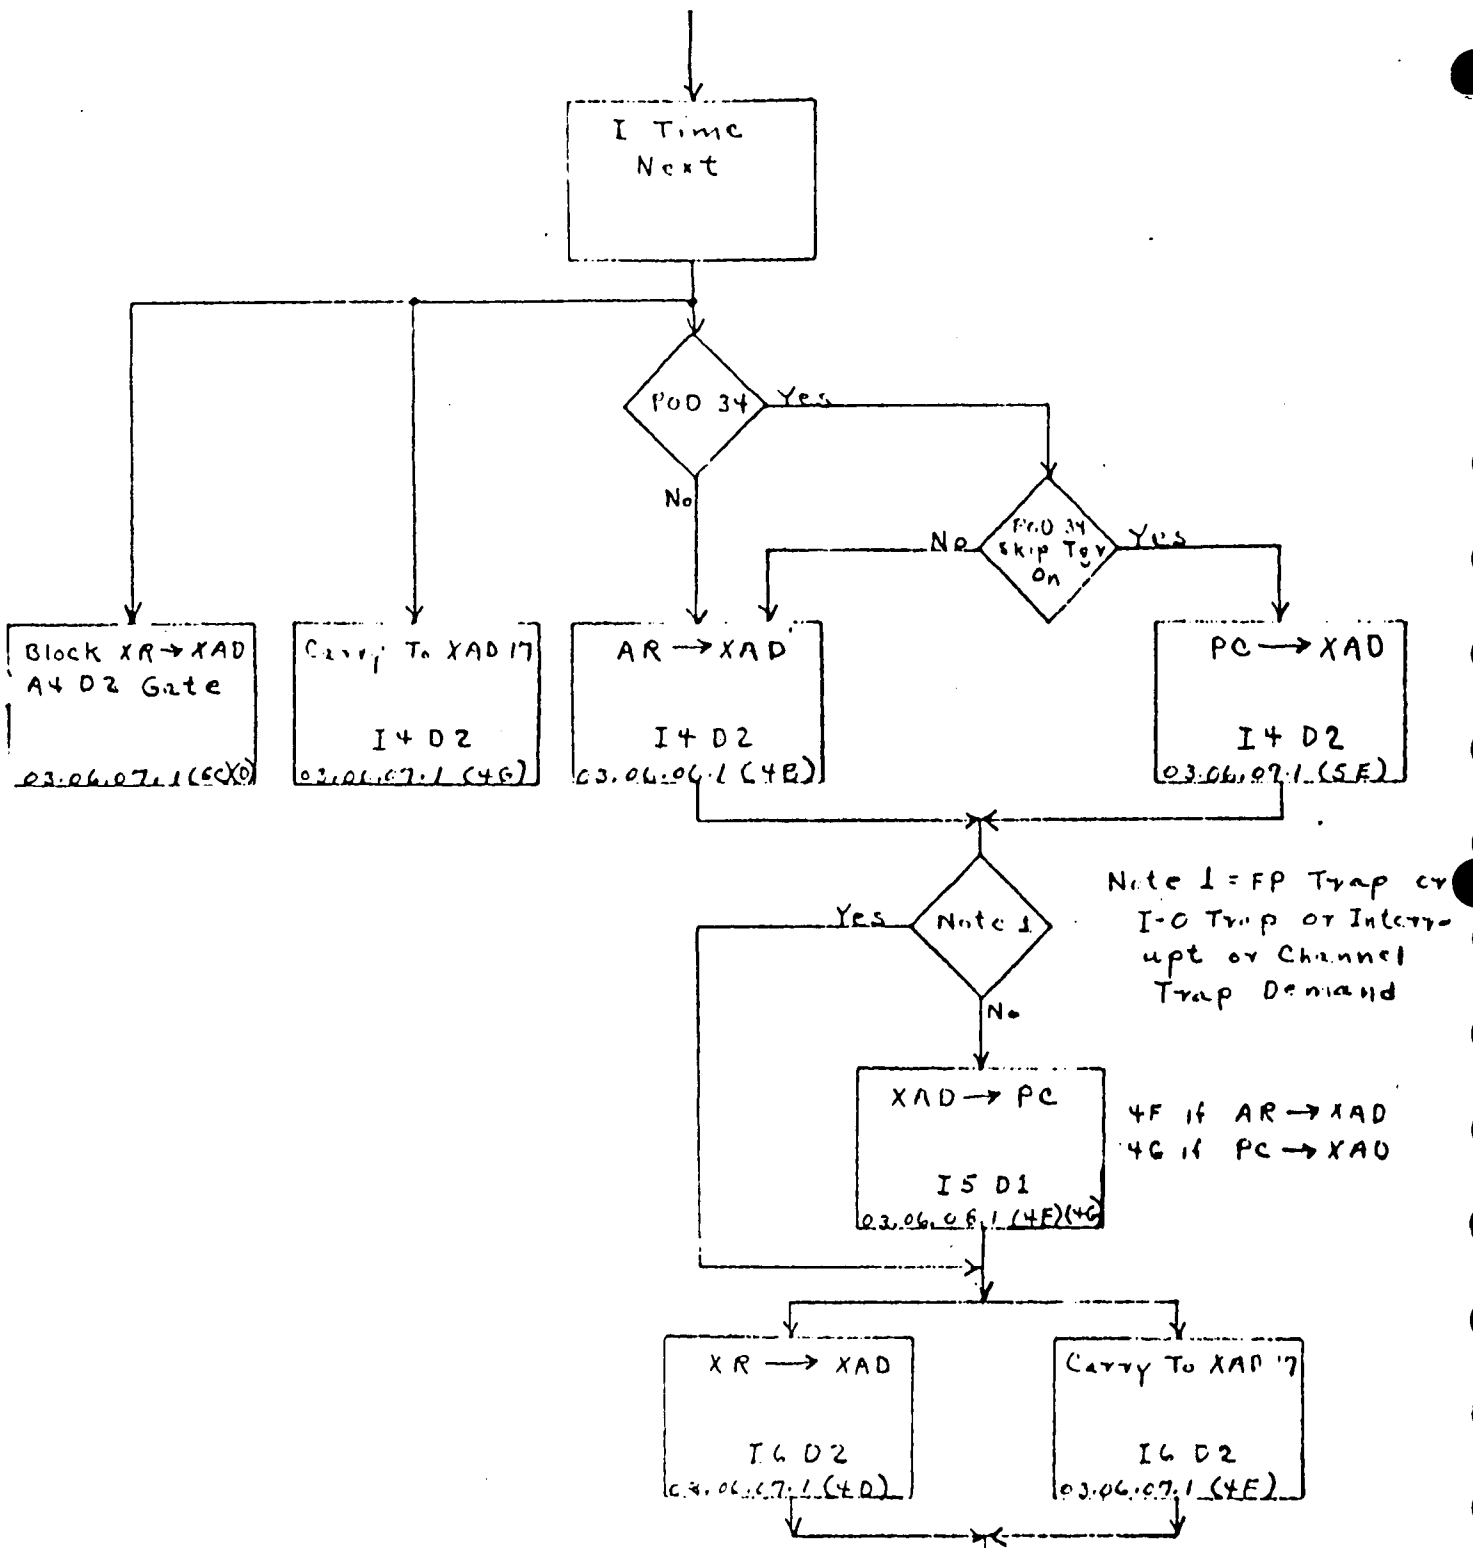 I Time
Next
POD 34
Yes
No
POD 34
Skip Tgr
On
No
Yes
Block XR → XAD
A4 D2 Gate
03.06.07.1
Carry To XAD 17
I4 D2
03.06.07.1 (4G)
AR → XAD
I4 D2
03.06.06.1
PC → XAD
I4 D2
03.06.07.1 (5E)
Note 1
Yes
No
Note 1 = FP Trap or
I-O Trap or Interr-
upt or Channel
Trap Demand
XAD → PC
I5 D1
03.06.06.1 (4F)(4G)
4F if AR → XAD
4G if PC → XAD
XR → XAD
I6 D2
03.06.07.1 (4D)
Carry To XAD 17
I6 D2
03.06.07.1 (4E)